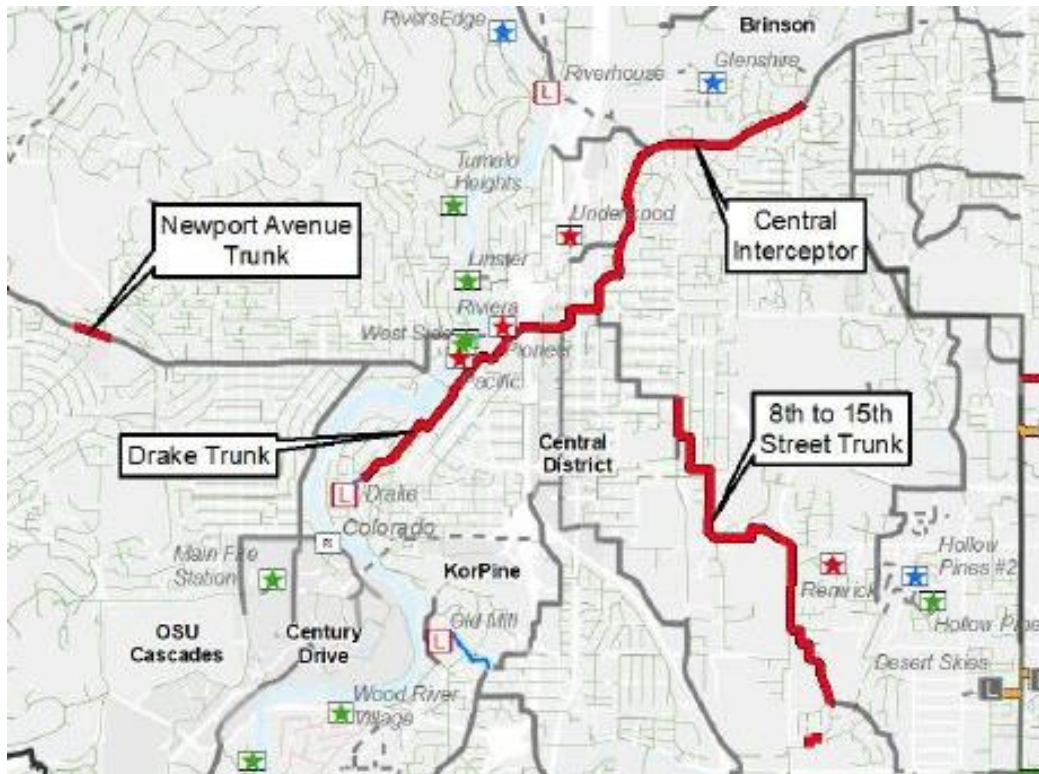 RiversEdge
Brinson
Riverhouse
Glenshire
L
Tumalo
Heights
Newport Avenue
Trunk
Underwood
Central
Interceptor
Linster
Riviera
West Side
Pioneer
Pacific
8th to 15th
Street Trunk
Drake Trunk
Central
District
L
Drake
Colorado
Main Fire
Station
KorPine
Hollow
Pines #2
Renwick
Old Mill
L
Hollow Pine
OSU
Cascades
Century
Drive
Desert Skies
L
Wood River
Village